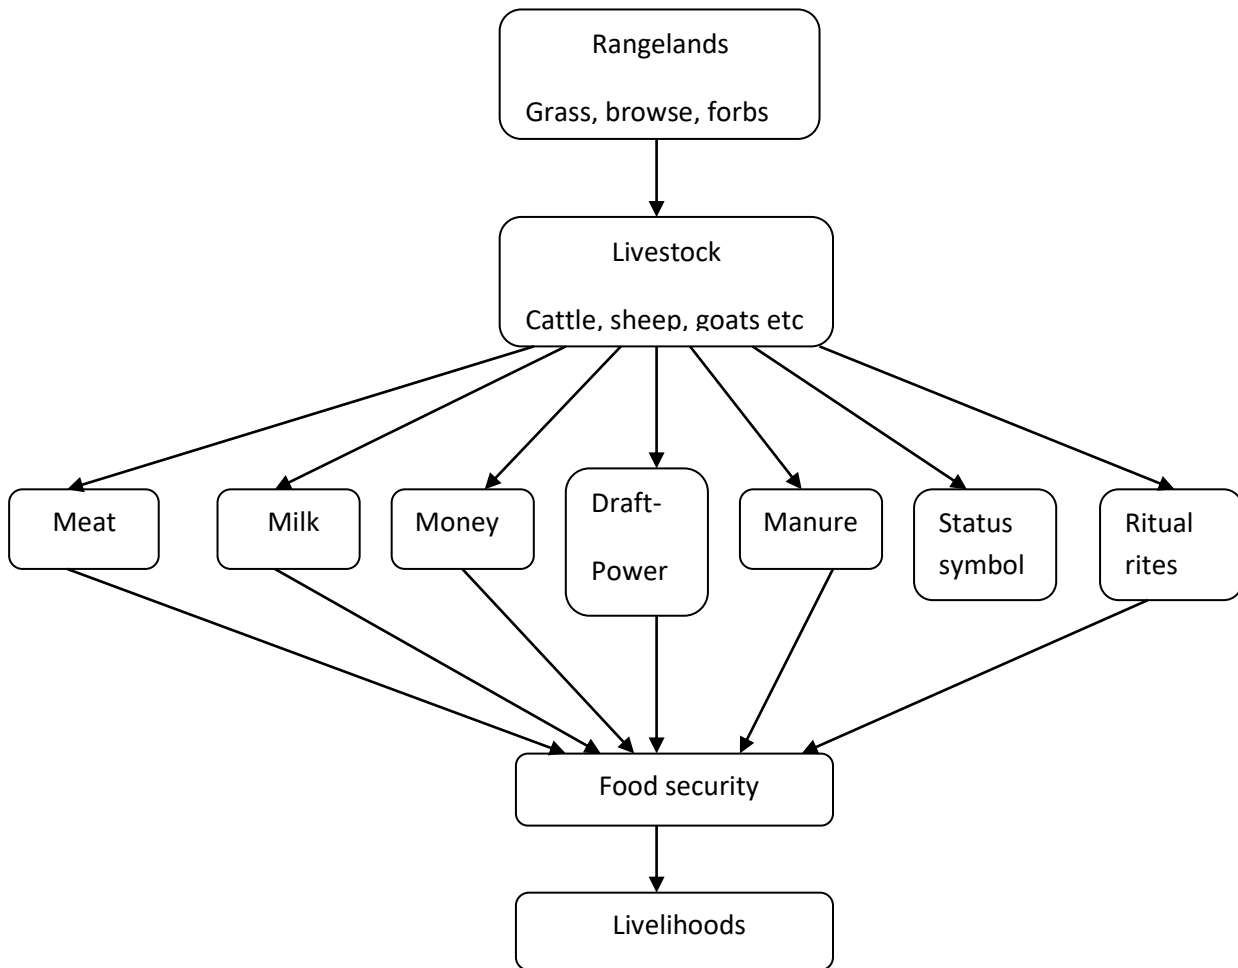 Rangelands
Grass, browse, forbs
Livestock
Cattle, sheep, goats etc
Meat
Milk
Money
Draft-
Power
Manure
Status
symbol
Ritual
rites
Food security
Livelihoods